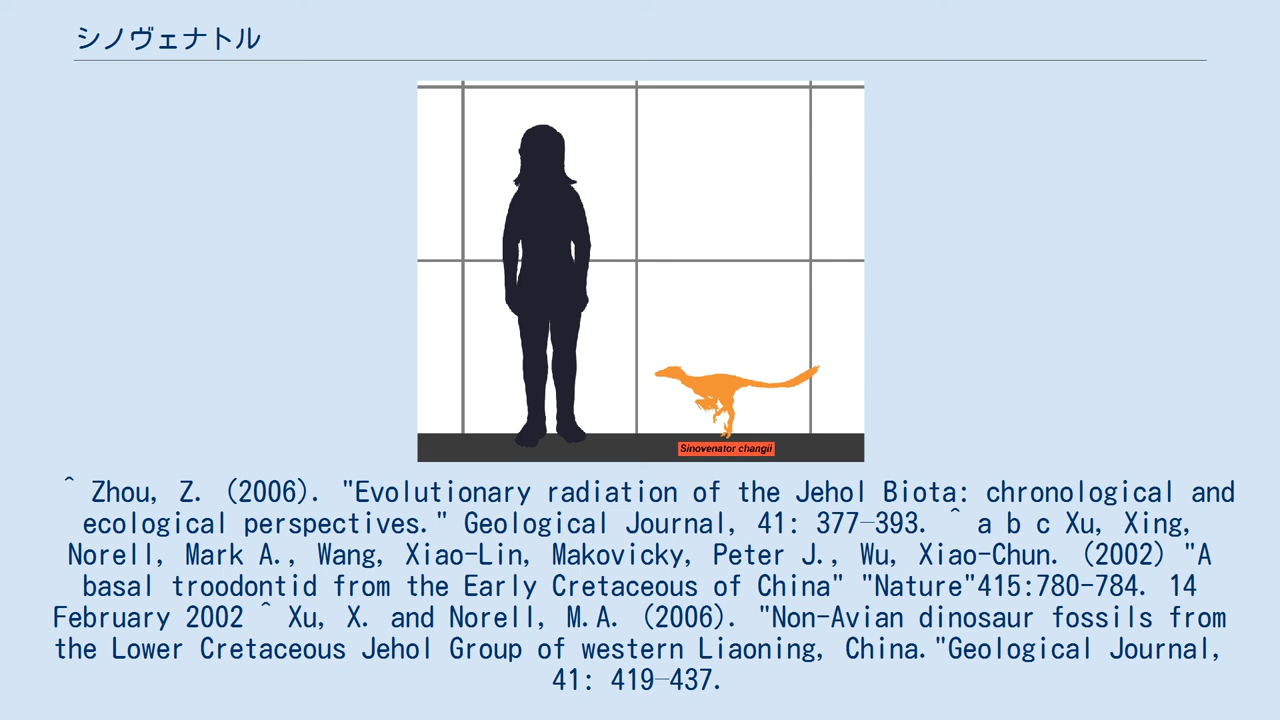 シノヴェナトル
Sinovenator changii
^ Zhou, Z. (2006). "Evolutionary radiation of the Jehol Biota: chronological and
ecological perspectives." Geological Journal, 41: 377–393. ^ a b c Xu, Xing,
Norell, Mark A., Wang, Xiao-Lin, Makovicky, Peter J., Wu, Xiao-Chun. (2002) "A
basal troodontid from the Early Cretaceous of China" "Nature"415:780-784. 14
February 2002 ^ Xu, X. and Norell, M.A. (2006). "Non-Avian dinosaur fossils from
the Lower Cretaceous Jehol Group of western Liaoning, China."Geological Journal,
41: 419–437.